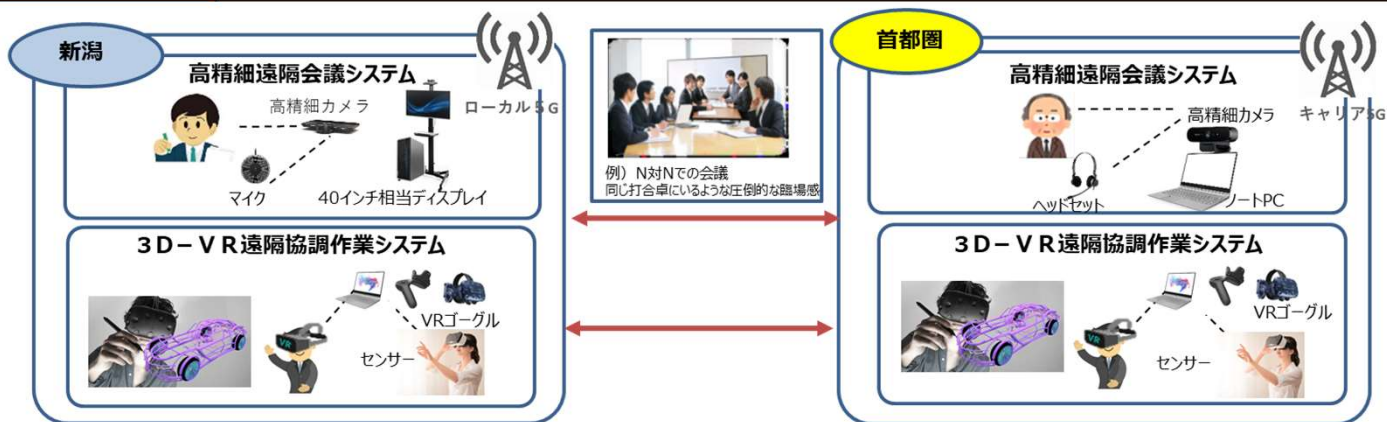 新潟
高精細遠隔会議システム
高精細カメラ
ローカル5G
マイク
40インチ相当ディスプレイ
3D-VR遠隔協調作業システム
VRゴーグル
VR
センサー
例）N対Nでの会議
同じ打合卓にいるような圧倒的な臨場感
首都圏
高精細遠隔会議システム
高精細カメラ
キャリア5G
ヘッドセット
ノートPC
3D-VR遠隔協調作業システム
VRゴーグル
VR
センサー